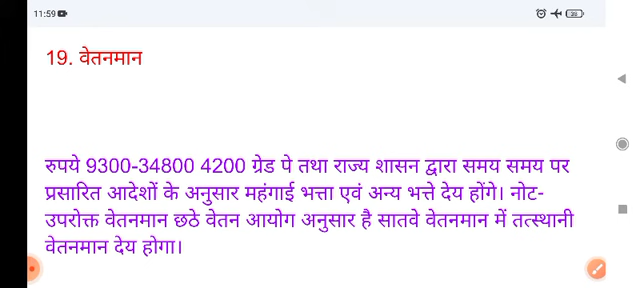 11:59
19. वेतनमान
रुपये 9300-34800 4200 ग्रेड पे तथा राज्य शासन द्वारा समय समय पर
प्रसारित आदेशों के अनुसार महंगाई भत्ता एवं अन्य भत्ते देय होंगे। नोट-
उपरोक्त वेतनमान छठे वेतन आयोग अनुसार है सातवे वेतनमान में तत्स्थानी
वेतनमान देय होगा।